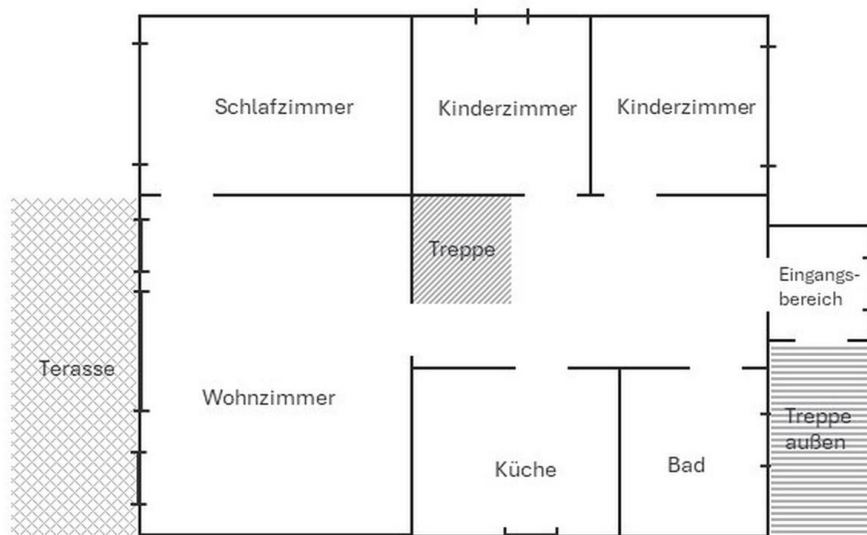 Schlafzimmer
Kinderzimmer
Kinderzimmer
Treppe
Eingangs-
bereich
Terasse
Wohnzimmer
Treppe
außen
Küche
Bad